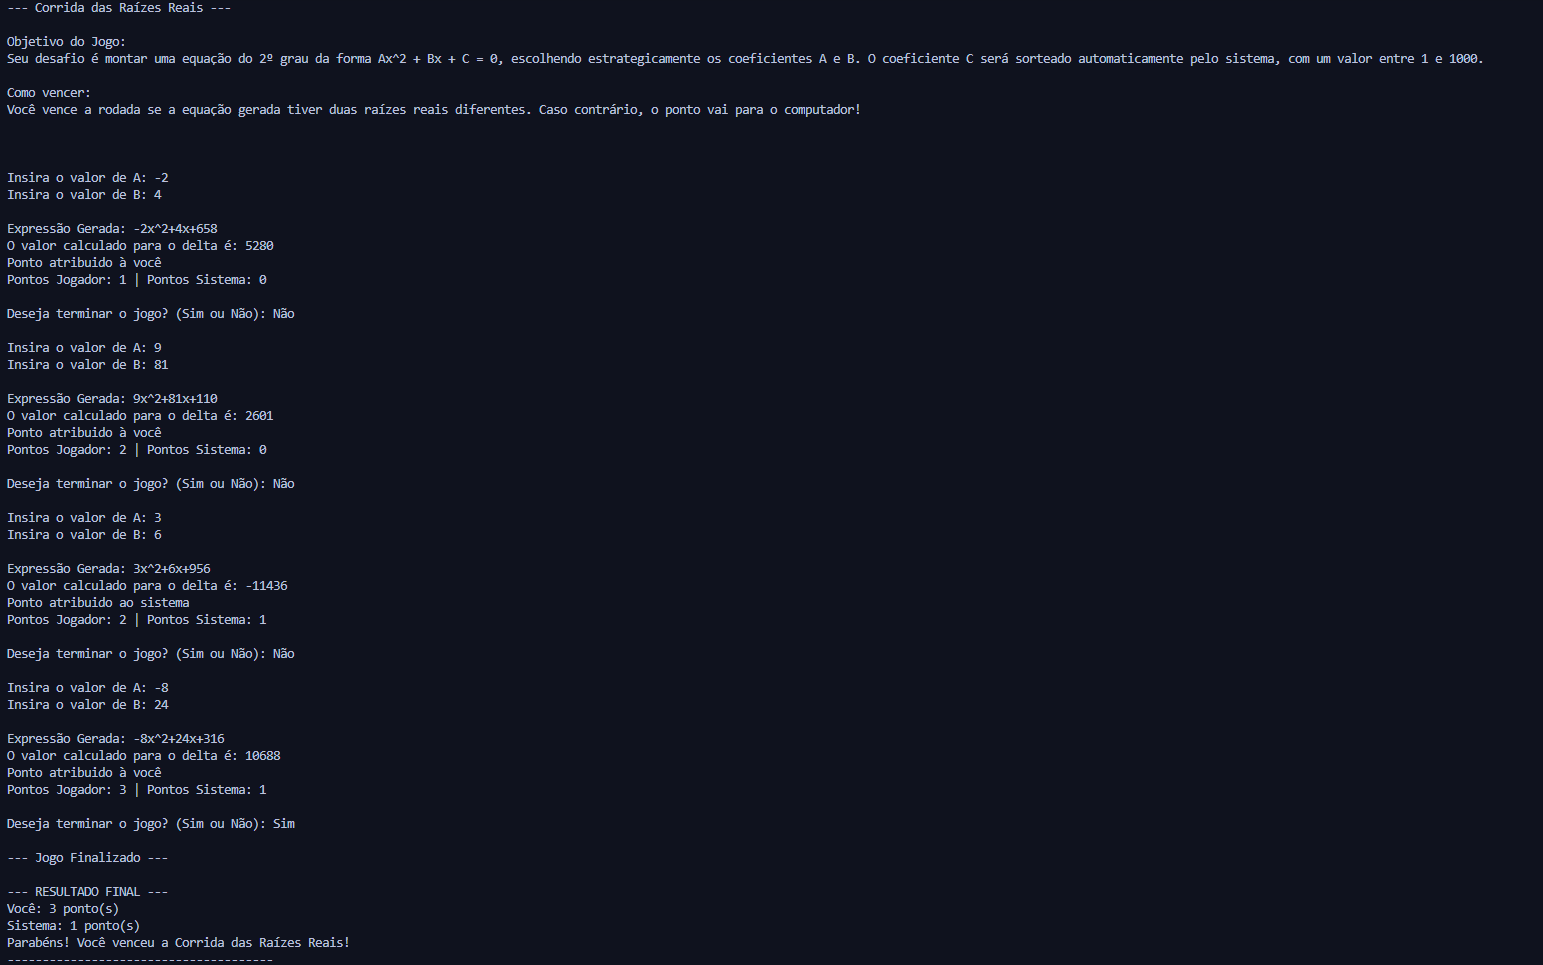 --- Corrida das Raízes Reais ---
Objetivo do Jogo:
Seu desafio é montar uma equação do 2º grau da forma Ax^2 + Bx + C = 0, escolhendo estrategicamente os coeficientes A e B. O coeficiente C será sorteado automaticamente pelo sistema, com um valor entre 1 e 1000.
Como vencer:
Você vence a rodada se a equação gerada tiver duas raízes reais diferentes. Caso contrário, o ponto vai para o computador!
Insira o valor de A: -2
Insira o valor de B: 4
Expressão Gerada: -2x^2+4x+658
O valor calculado para o delta é: 5280
Ponto atribuido à você
Pontos Jogador: 1 | Pontos Sistema: 0
Deseja terminar o jogo? (Sim ou Não): Não
Insira o valor de A: 9
Insira o valor de B: 81
Expressão Gerada: 9x^2+81x+110
O valor calculado para o delta é: 2601
Ponto atribuido à você
Pontos Jogador: 2 | Pontos Sistema: 0
Deseja terminar o jogo? (Sim ou Não): Não
Insira o valor de A: 3
Insira o valor de B: 6
Expressão Gerada: 3x^2+6x+956
O valor calculado para o delta é: -11436
Ponto atribuido ao sistema
Pontos Jogador: 2 | Pontos Sistema: 1
Deseja terminar o jogo? (Sim ou Não): Não
Insira o valor de A: -8
Insira o valor de B: 24
Expressão Gerada: -8x^2+24x+316
O valor calculado para o delta é: 10688
Ponto atribuido à você
Pontos Jogador: 3 | Pontos Sistema: 1
Deseja terminar o jogo? (Sim ou Não): Sim
--- Jogo Finalizado ---
--- RESULTADO FINAL ---
Você: 3 ponto(s)
Sistema: 1 ponto(s)
Parabéns! Você venceu a Corrida das Raízes Reais!
--------------------------------------